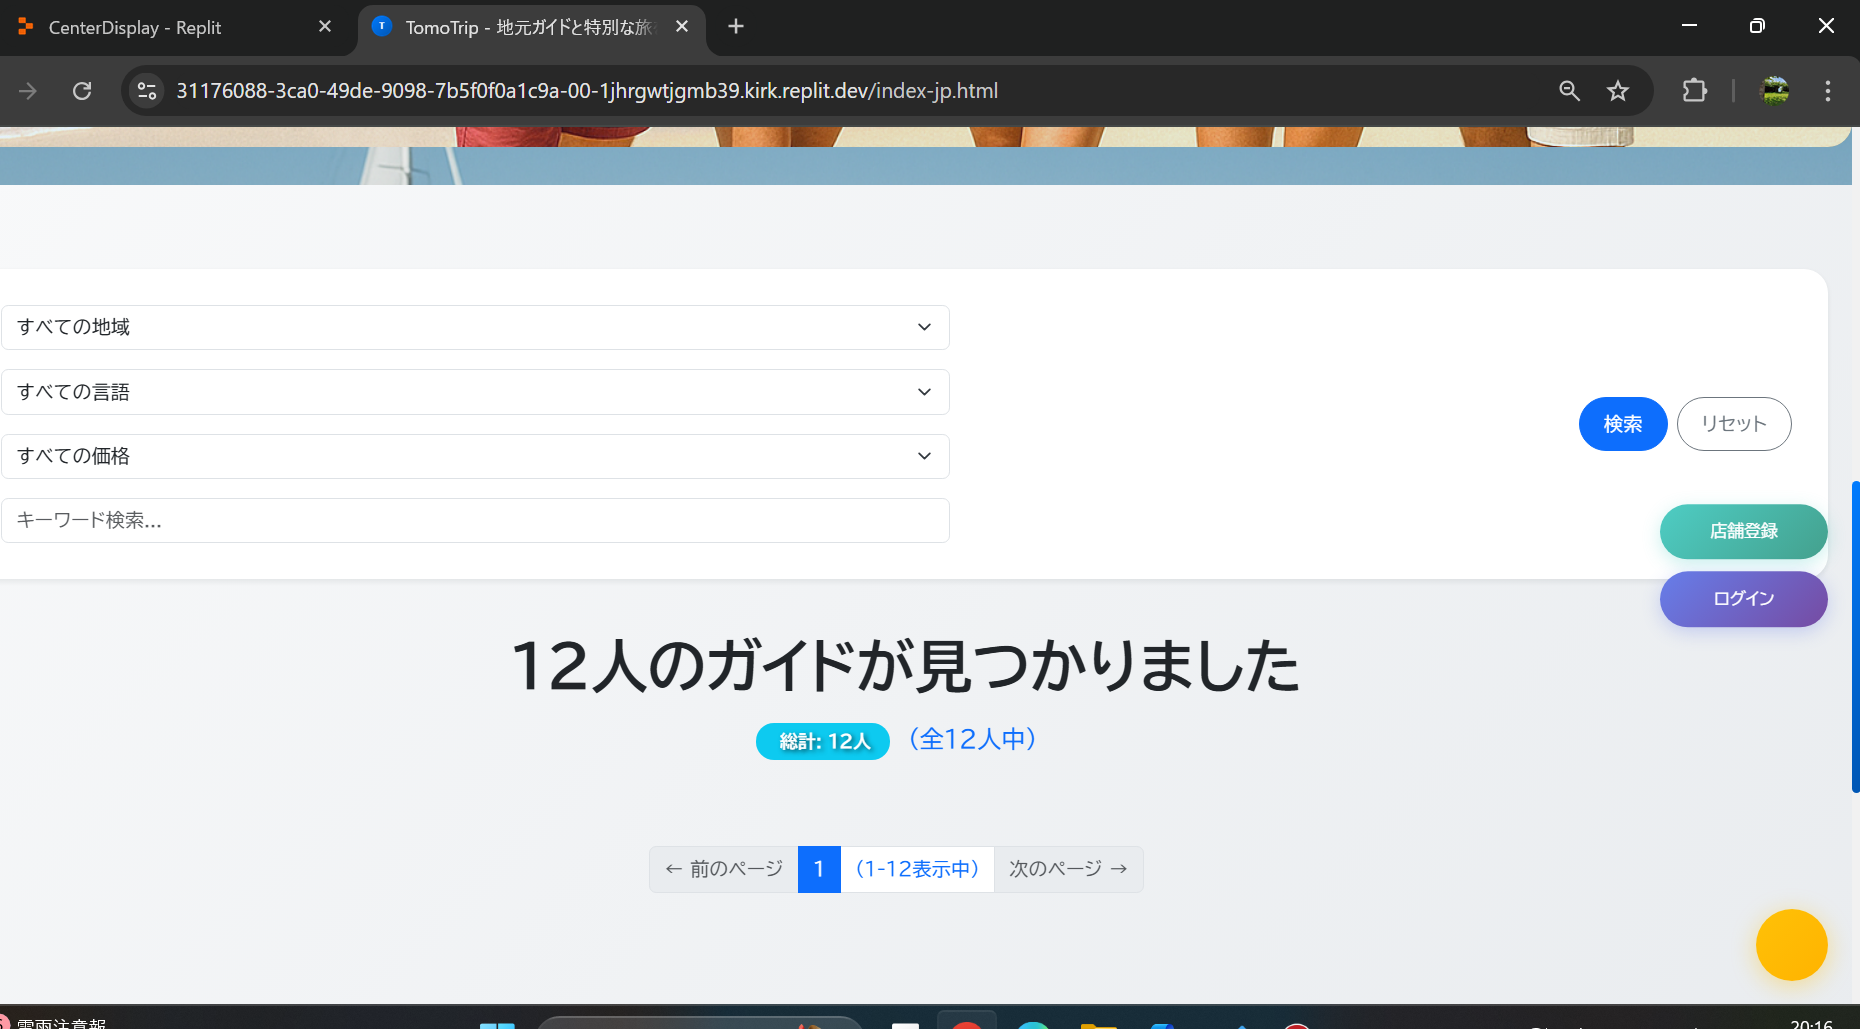 CenterDisplay - Replit
TomoTrip - 地元ガイドと特別な旅
31176088-3ca0-49de-9098-7b5f0f0a1c9a-00-1jhrgwtjgmb39.kirk.replit.dev/index-jp.html
すべての地域
すべての言語
すべての価格
キーワード検索...
検索
リセット
店舗登録
ログイン
12人のガイドが見つかりました
総計: 12人 （全12人中）
← 前のページ 1 （1-12表示中） 次のページ →
雷雨注意報
20:16